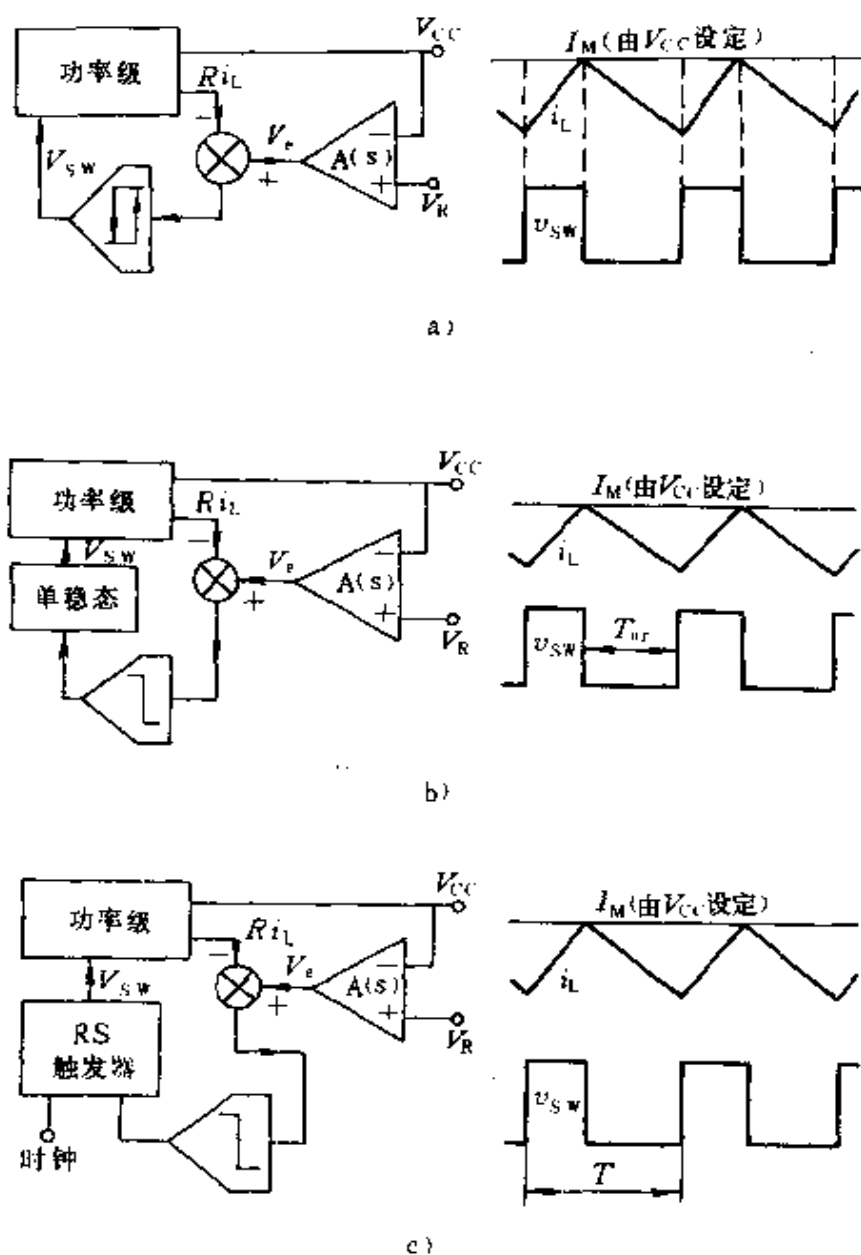 功率级
V_CC
Ri_L
−
V_e
+
V_SW
A(s)
−
+
V_R
I_M(由V_CC设定)
i_L
v_SW
a)
功率级
V_CC
Ri_L
−
V_e
+
V_SW
单稳态
A(s)
−
+
V_R
I_M(由V_CC设定)
i_L
v_SW
b)
功率级
V_CC
Ri_L
−
V_e
+
V_SW
RS
触发器
时钟
A(s)
−
+
V_R
I_M(由V_CC设定)
i_L
v_SW
T
c)